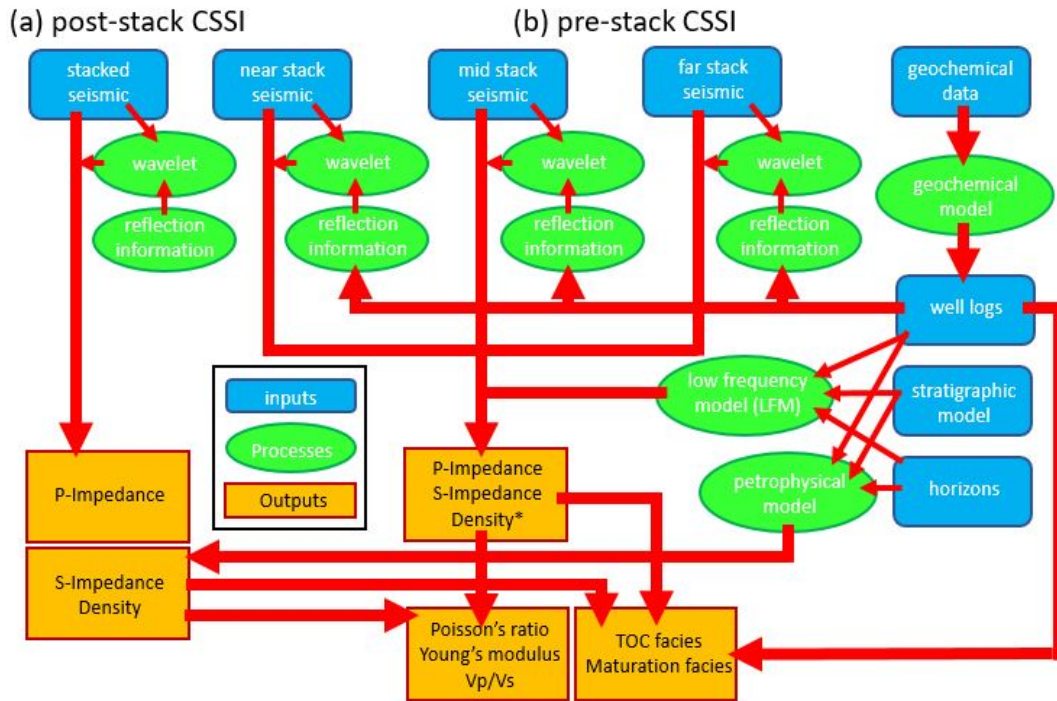 (a) post-stack CSSI
(b) pre-stack CSSI
stacked
seismic
near stack
seismic
mid stack
seismic
far stack
seismic
geochemical
data
wavelet
wavelet
wavelet
wavelet
geochemical
model
reflection
information
reflection
information
reflection
information
reflection
information
well logs
low frequency
model (LFM)
stratigraphic
model
inputs
Processes
Outputs
P-Impedance
P-Impedance
S-Impedance
Density*
petrophysical
model
horizons
S-Impedance
Density
Poisson's ratio
Young's modulus
Vp/Vs
TOC facies
Maturation facies